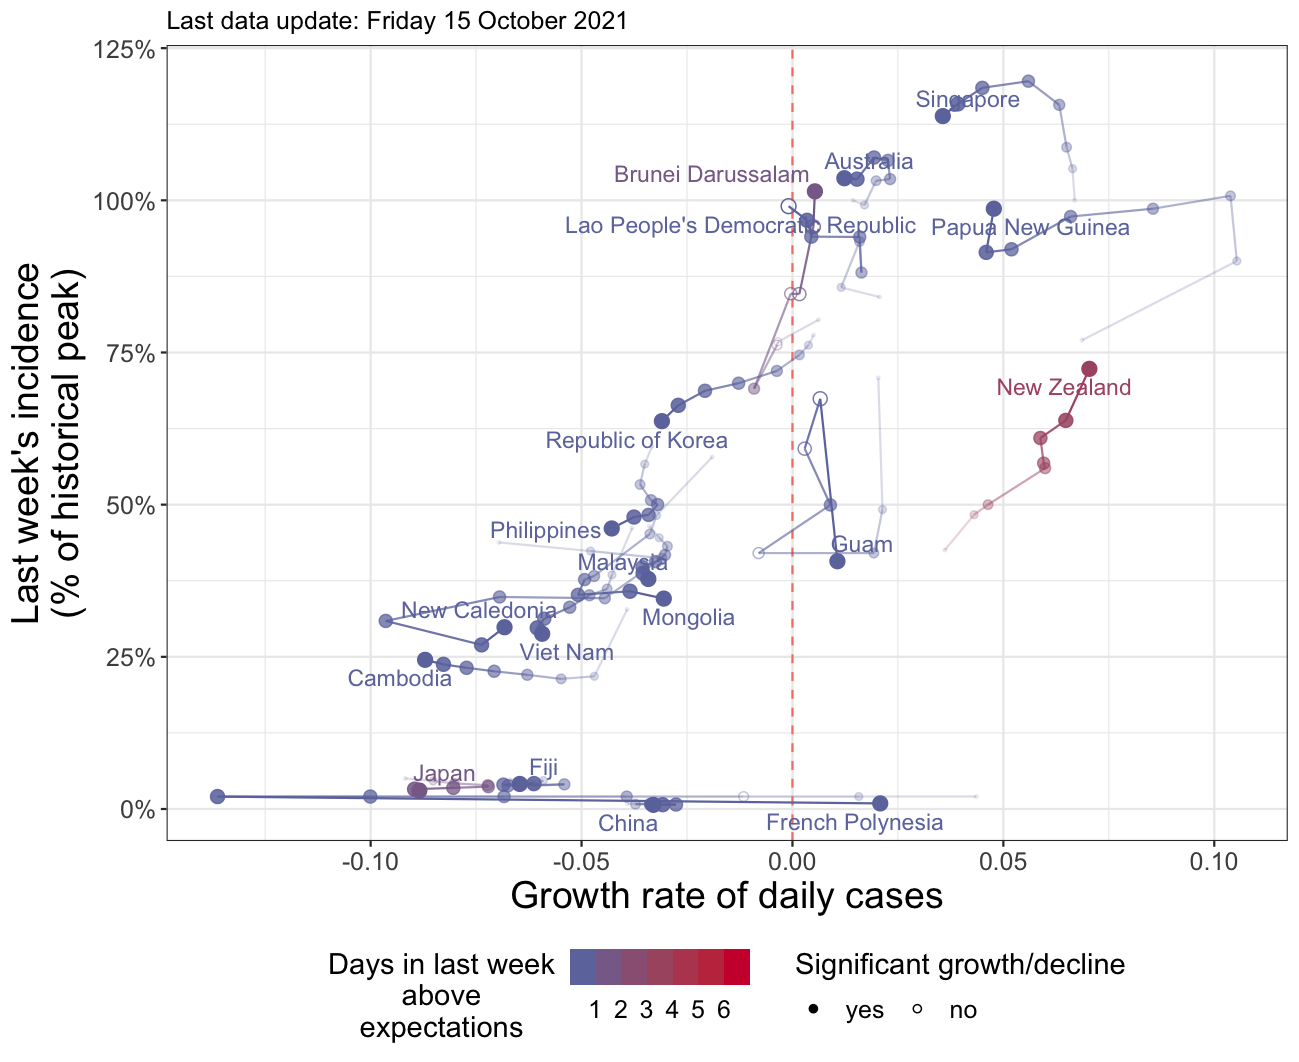 Last data update: Friday 15 October 2021
125%
100%
75%
50%
25%
0%
Last week's incidence
(% of historical peak)
Singapore
Australia
Brunei Darussalam
Lao People's Democratic Republic
Papua New Guinea
New Zealand
Republic of Korea
Philippines
Guam
Malaysia
New Caledonia
Mongolia
Viet Nam
Cambodia
Japan
Fiji
China
French Polynesia
-0.10
-0.05
0.00
0.05
0.10
Growth rate of daily cases
Days in last week
above
expectations
1 2 3 4 5 6
Significant growth/decline
yes
no